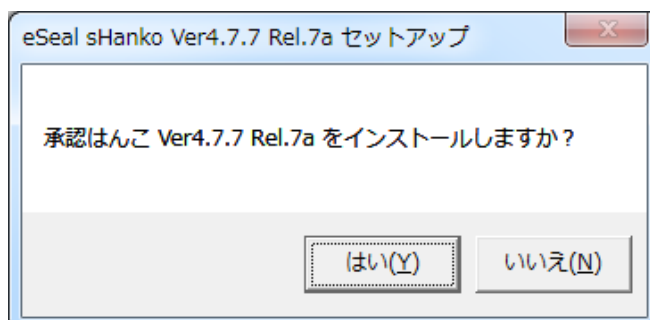 eSeal sHanko Ver4.7.7 Rel.7a セットアップ
承認はんこ Ver4.7.7 Rel.7a をインストールしますか？
はい(Y)
いいえ(N)